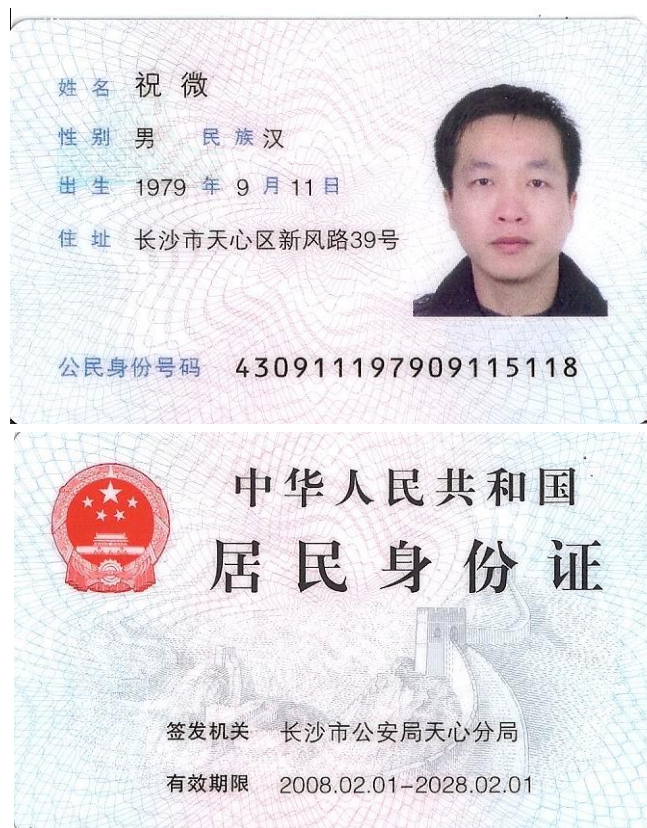 姓名 祝微
性别 男 民族 汉
出生 1979 年 9 月 11 日
住址 长沙市天心区新风路39号
公民身份号码 430911197909115118
中华人民共和国
居民身份证
签发机关 长沙市公安局天心分局
有效期限 2008.02.01-2028.02.01